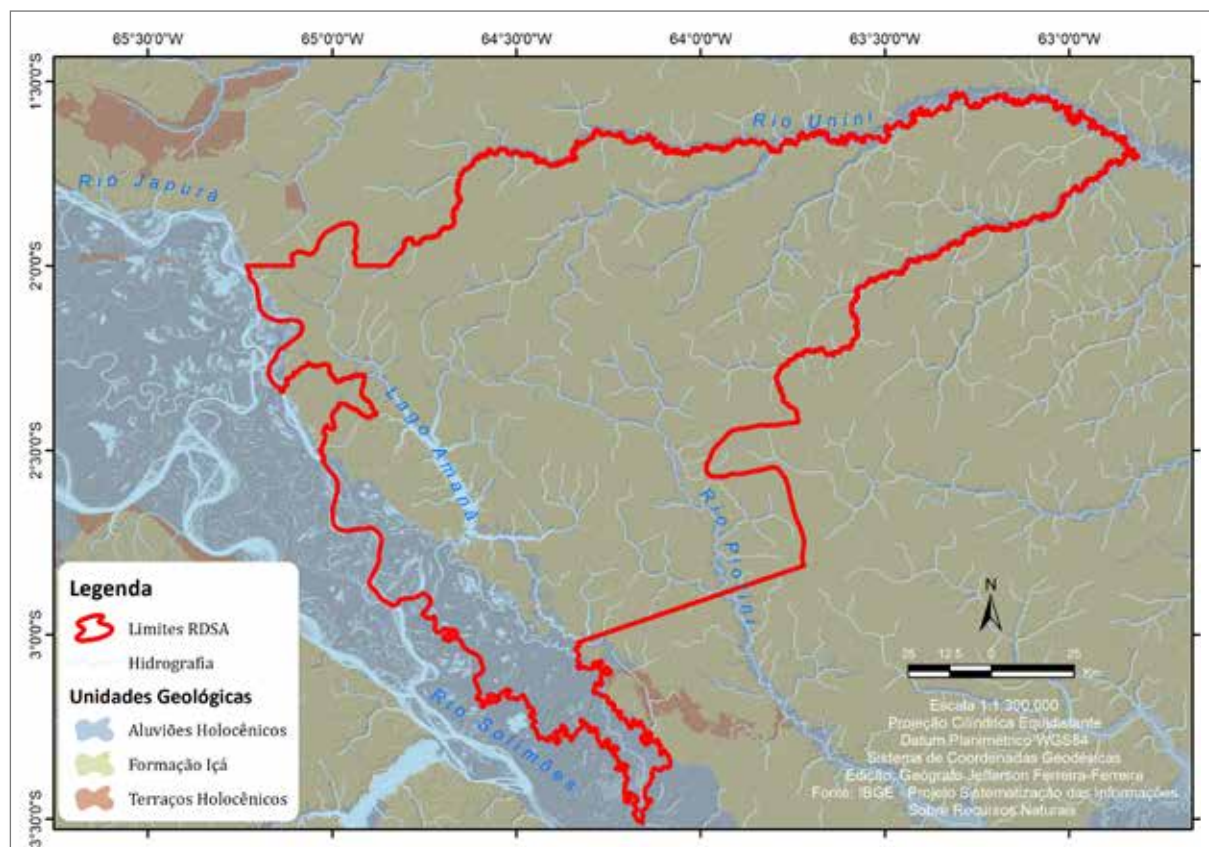 65°30'0"W 65°0'0"W 64°30'0"W 64°0'0"W 63°30'0"W 63°0'0"W
1°30'0"S
2°0'0"S
2°30'0"S
3°0'0"S
3°30'0"S
Rio Unini
Rio Japurá
Lago Amanã
Rio Piorini
Rio Solimões
Legenda
Limites RDSA
Hidrografia
Unidades Geológicas
Aluviões Holocênicos
Formação Içá
Terraços Holocênicos
N
25 12.5 0 25
Km
Escala 1:1.300.000
Projeção Cilíndrica Equidistante
Datum Planimétrico WGS84
Sistema de Coordenadas Geodésicas
Edição: Geógrafo Jefferson Ferreira-Ferreira
Fonte: IBGE - Projeto Sistematização das Informações
Sobre Recursos Naturais